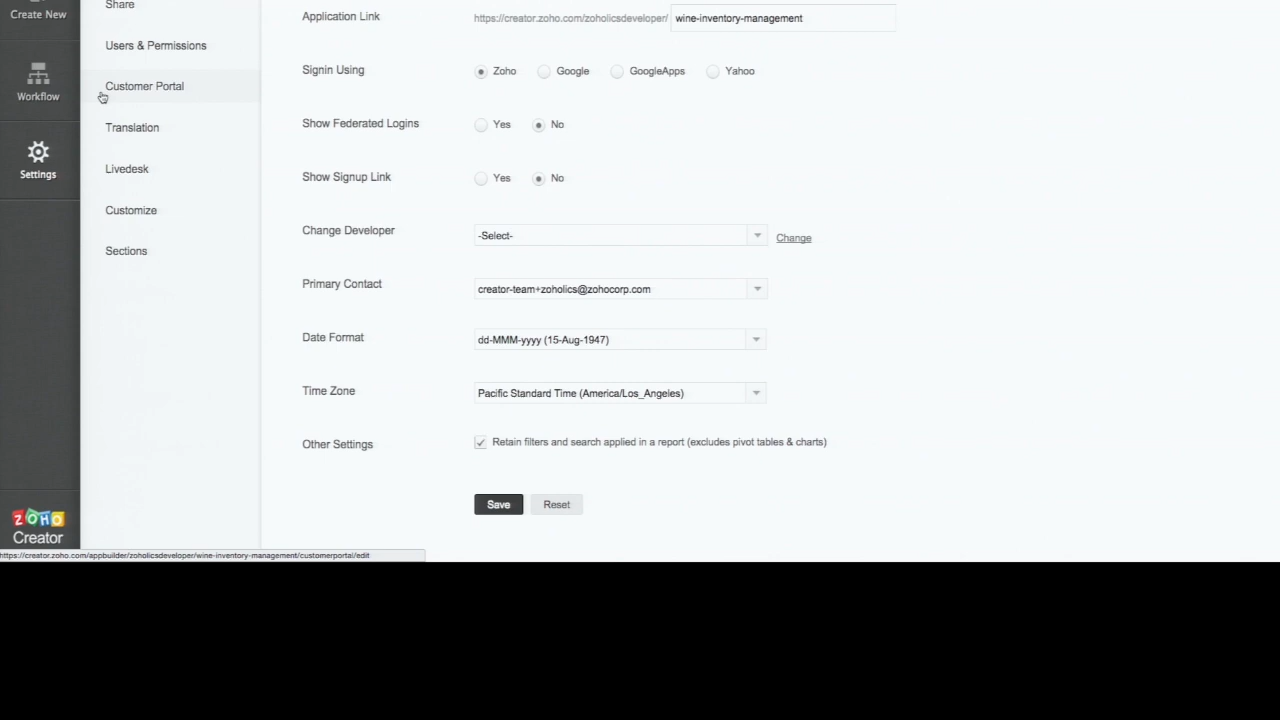 Create New
Workflow
Settings
ZOHO
Creator
Share
Users & Permissions
Customer Portal
Translation
Livedesk
Customize
Sections
Application Link https://creator.zoho.com/zoholicsdeveloper/ wine-inventory-management
Signin Using Zoho Google GoogleApps Yahoo
Show Federated Logins Yes No
Show Signup Link Yes No
Change Developer -Select- Change
Primary Contact creator-team+zoholics@zohocorp.com
Date Format dd-MMM-yyyy (15-Aug-1947)
Time Zone Pacific Standard Time (America/Los_Angeles)
Other Settings Retain filters and search applied in a report (excludes pivot tables & charts)
Save Reset
https://creator.zoho.com/appbuilder/zoholicsdeveloper/wine-inventory-management/customerportal/edit